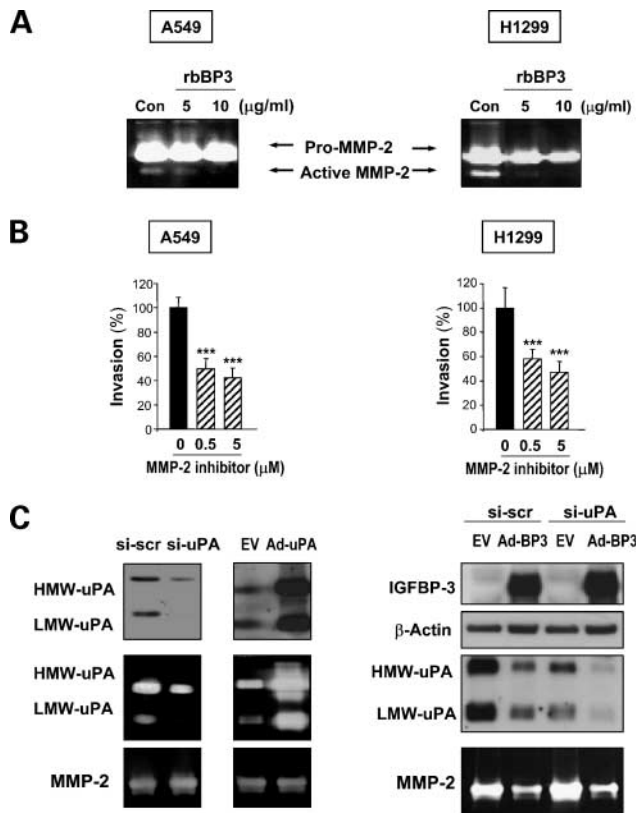 A
A549
H1299
rbBP3
rbBP3
Con 5 10 (μg/ml)
Con 5 10 (μg/ml)
Pro-MMP-2
Active MMP-2
B
A549
H1299
Invasion (%)
120
100
80
60
40
20
0
*** ***
0 0.5 5
MMP-2 inhibitor (μM)
Invasion (%)
120
100
80
60
40
20
0
*** ***
0 0.5 5
MMP-2 inhibitor (μM)
C
si-scr si-uPA
EV Ad-uPA
HMW-uPA
LMW-uPA
HMW-uPA
LMW-uPA
MMP-2
si-scr si-uPA
EV Ad-BP3 EV Ad-BP3
IGFBP-3
β-Actin
HMW-uPA
LMW-uPA
MMP-2